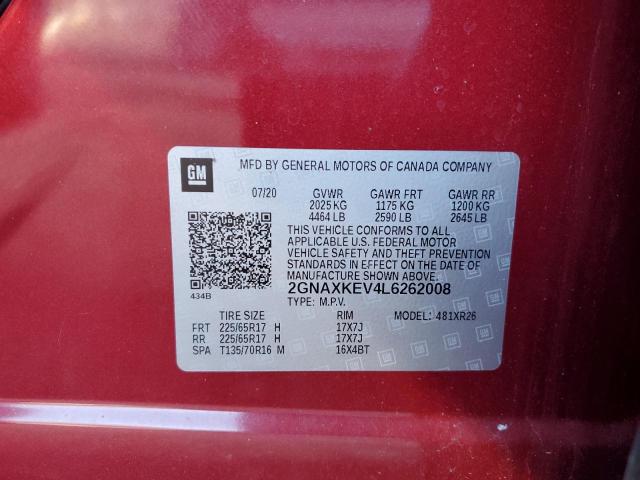 GM
MFD BY GENERAL MOTORS OF CANADA COMPANY
07/20 GVWR GAWR FRT GAWR RR
2025 KG 1175 KG 1200 KG
4464 LB 2590 LB 2645 LB
THIS VEHICLE CONFORMS TO ALL
APPLICABLE U.S. FEDERAL MOTOR
VEHICLE SAFETY AND THEFT PREVENTION
STANDARDS IN EFFECT ON THE DATE OF
MANUFACTURE SHOWN ABOVE.
434B
2GNAXKEV4L6262008
TYPE: M.P.V. MODEL: 481XR26
TIRE SIZE RIM
FRT 225/65R17 H 17X7J
RR 225/65R17 H 17X7J
SPA T135/70R16 M 16X4BT